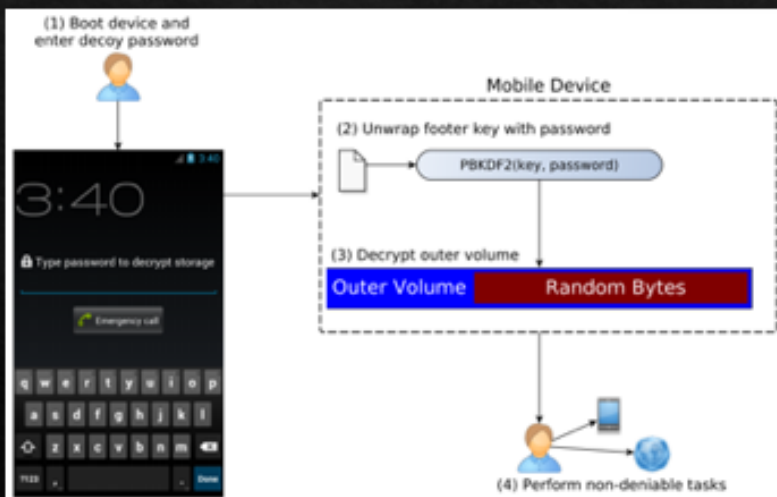 (1) Boot device and
enter decoy password
Mobile Device
(2) Unwrap footer key with password
PBKDF2(key, password)
3:40
3:40
Type password to decrypt storage
(3) Decrypt outer volume
Outer Volume
Random Bytes
Emergency call
q w e r t y u i o p
a s d f g h j k l
z x c v b n m
?123 , . Done
(4) Perform non-deniable tasks